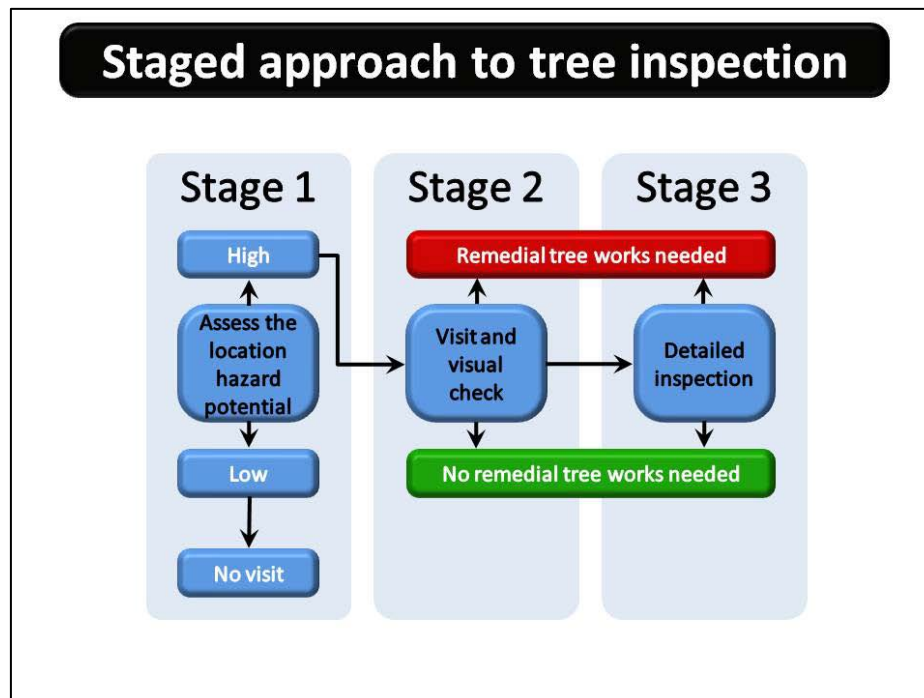 Staged approach to tree inspection
Stage 1
High
Assess the
location
hazard
potential
Low
No visit
Stage 2
Stage 3
Remedial tree works needed
Visit and
visual
check
Detailed
inspection
No remedial tree works needed